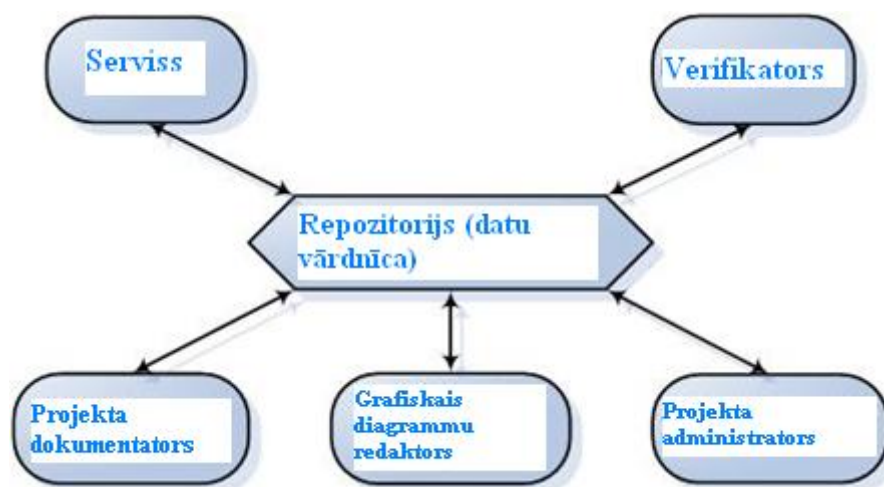 Serviss
Verifikators
Repozitorijs (datu
vārdnīca)
Projekta
dokumentators
Grafiskais
diagrammu
redaktors
Projekta
administrators